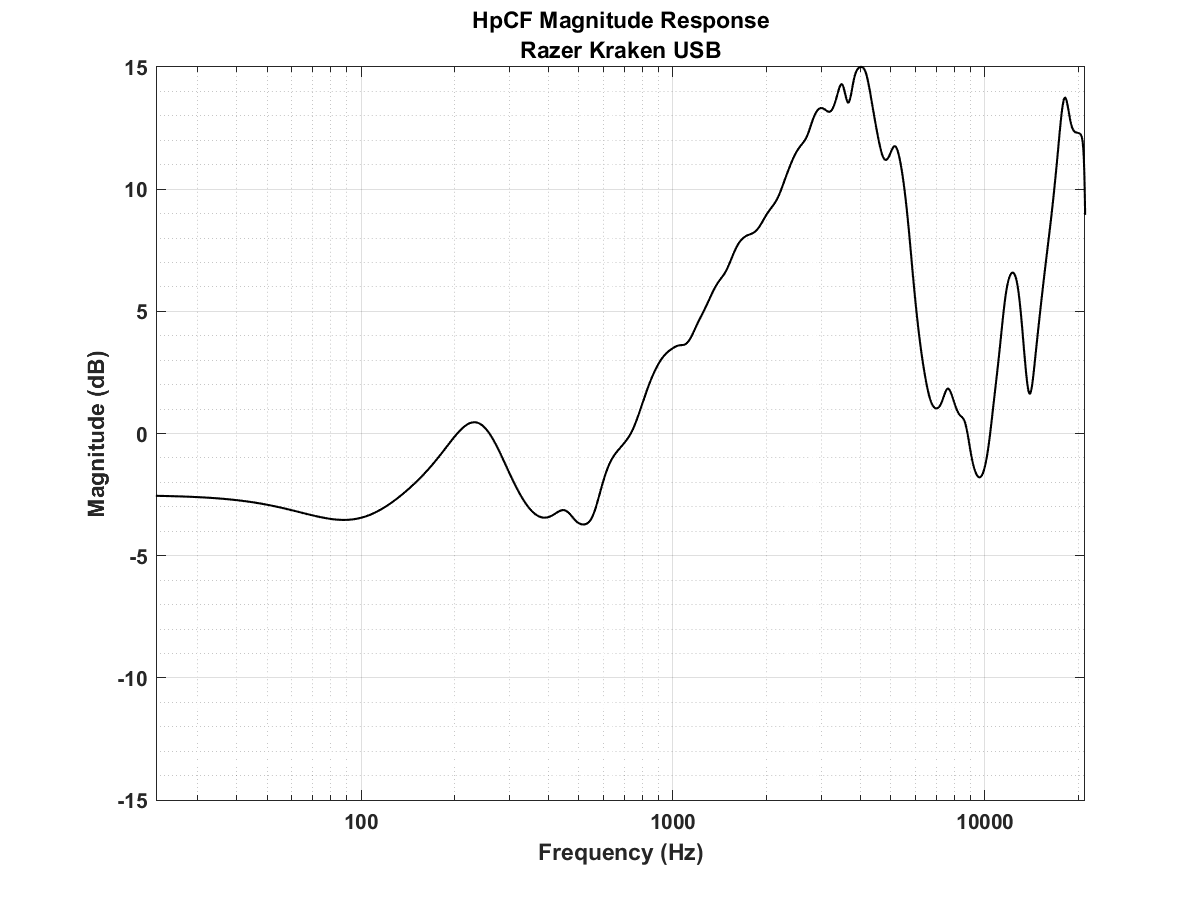 HpCF Magnitude Response
Razer Kraken USB
15
10
5
0
-5
-10
-15
Magnitude (dB)
100
1000
10000
Frequency (Hz)